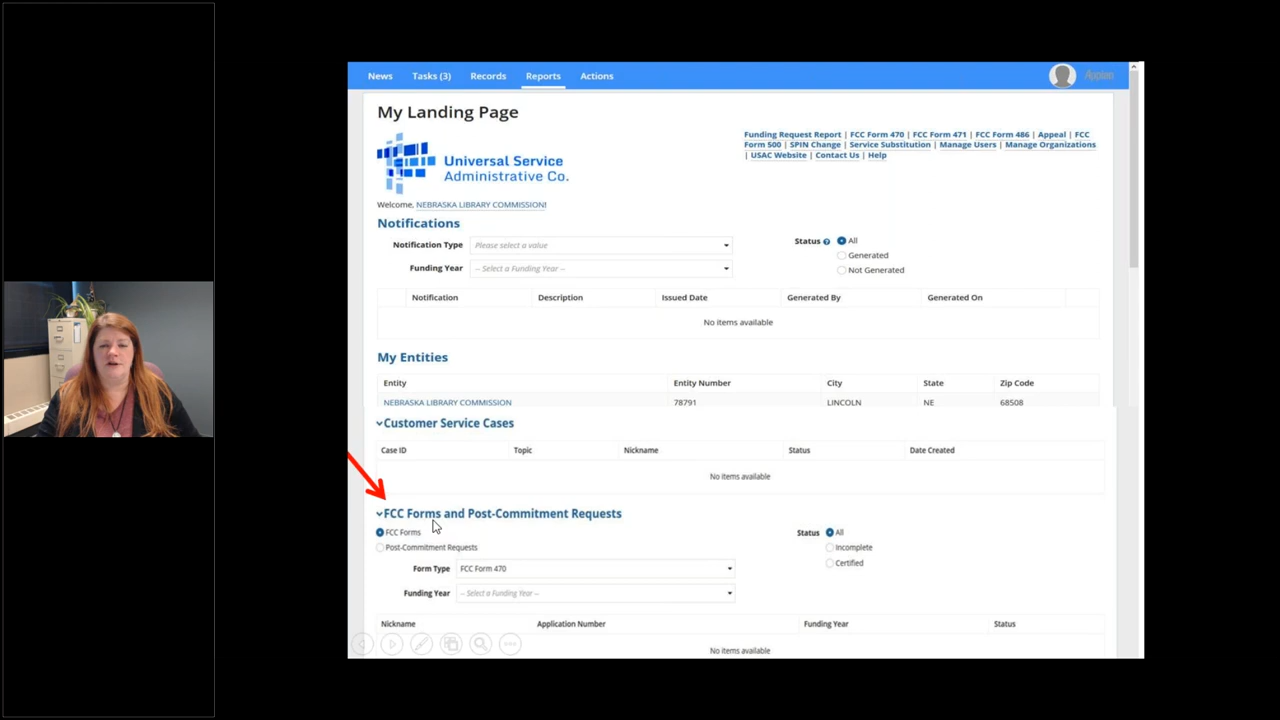 News Tasks (3) Records Reports Actions
Appian
My Landing Page
Universal Service
Administrative Co.
Funding Request Report | FCC Form 470 | FCC Form 471 | FCC Form 486 | Appeal | FCC
Form 500 | SPIN Change | Service Substitution | Manage Users | Manage Organizations
| USAC Website | Contact Us | Help
Welcome, NEBRASKA LIBRARY COMMISSION!
Notifications
Notification Type Please select a value
Funding Year -- Select a Funding Year --
Status All
Generated
Not Generated
Notification Description Issued Date Generated By Generated On
No items available
My Entities
Entity Entity Number City State Zip Code
NEBRASKA LIBRARY COMMISSION 78791 LINCOLN NE 68508
Customer Service Cases
Case ID Topic Nickname Status Date Created
No items available
FCC Forms and Post-Commitment Requests
FCC Forms
Post-Commitment Requests
Status All
Incomplete
Certified
Form Type FCC Form 470
Funding Year -- Select a Funding Year --
Nickname Application Number Funding Year Status
No items available